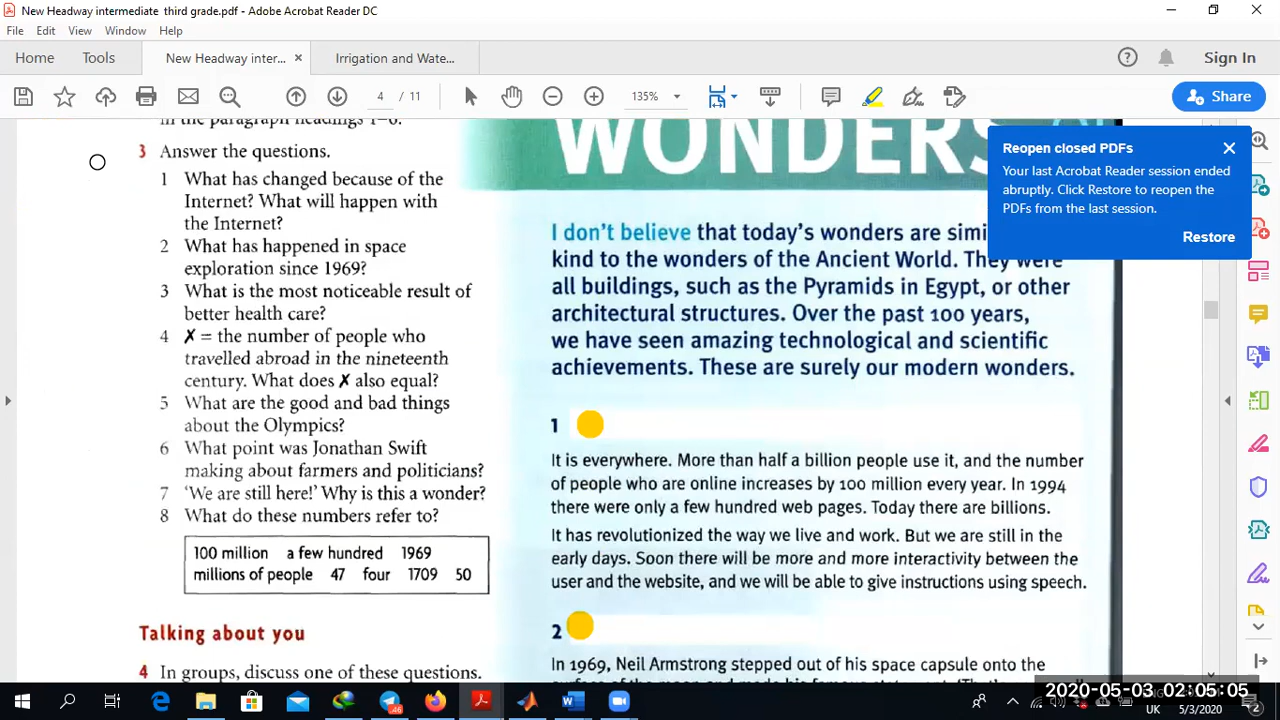 New Headway intermediate  third grade.pdf - Adobe Acrobat Reader DC
File Edit View Window Help
Home Tools New Headway inter... Irrigation and Wate... Sign In
4 / 11 135% Share
in the paragraph headings 1–6.
3 Answer the questions.
1 What has changed because of the
Internet? What will happen with
the Internet?
2 What has happened in space
exploration since 1969?
3 What is the most noticeable result of
better health care?
4 ✗ = the number of people who
travelled abroad in the nineteenth
century. What does ✗ also equal?
5 What are the good and bad things
about the Olympics?
6 What point was Jonathan Swift
making about farmers and politicians?
7 ‘We are still here!’ Why is this a wonder?
8 What do these numbers refer to?
100 million a few hundred 1969
millions of people 47 four 1709 50
Talking about you
4 In groups, discuss one of these questions.
WONDERS
I don’t believe that today’s wonders are simi
kind to the wonders of the Ancient World. They were
all buildings, such as the Pyramids in Egypt, or other
architectural structures. Over the past 100 years,
we have seen amazing technological and scientific
achievements. These are surely our modern wonders.
1
It is everywhere. More than half a billion people use it, and the number
of people who are online increases by 100 million every year. In 1994
there were only a few hundred web pages. Today there are billions.
It has revolutionized the way we live and work. But we are still in the
early days. Soon there will be more and more interactivity between the
user and the website, and we will be able to give instructions using speech.
2
In 1969, Neil Armstrong stepped out of his space capsule onto the
surface of the moon and made his famous statement: ‘That’s
Reopen closed PDFs
Your last Acrobat Reader session ended
abruptly. Click Restore to reopen the
PDFs from the last session.
Restore
2020-05-03 02:05:05
UK 5/3/2020